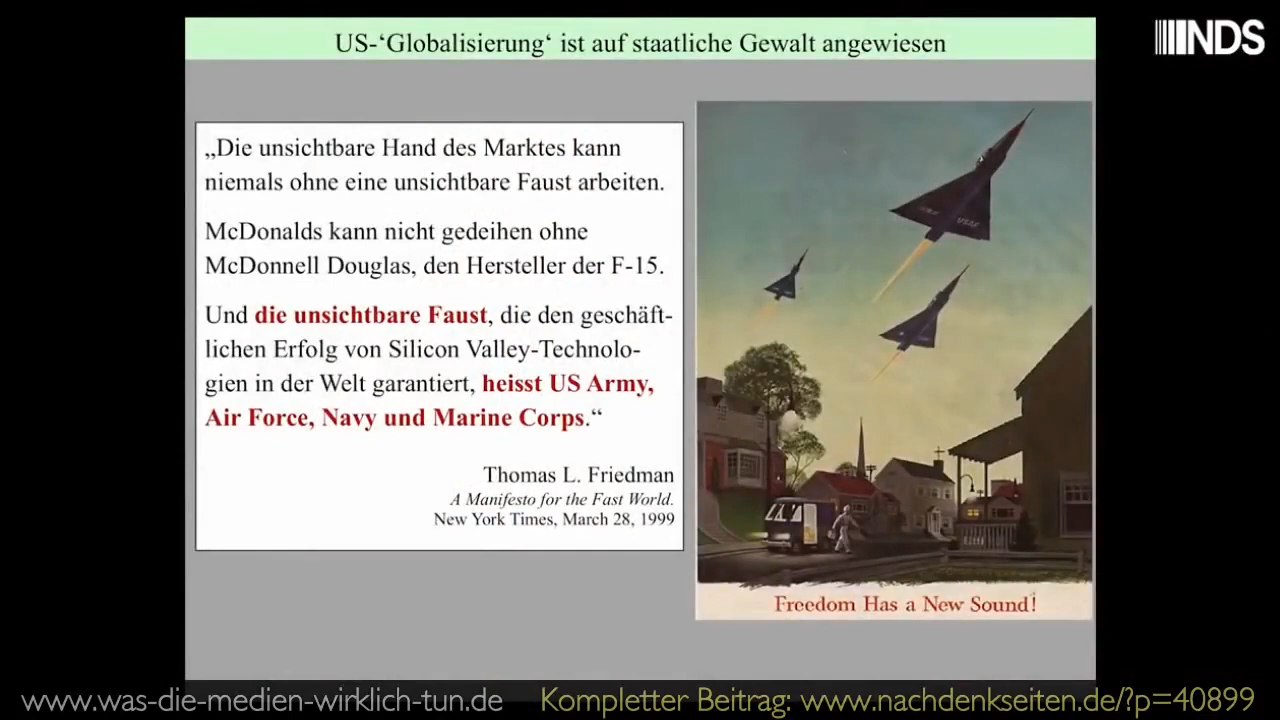 US-‘Globalisierung‘ ist auf staatliche Gewalt angewiesen
NDS
„Die unsichtbare Hand des Marktes kann
niemals ohne eine unsichtbare Faust arbeiten.
McDonalds kann nicht gedeihen ohne
McDonnell Douglas, den Hersteller der F-15.
Und die unsichtbare Faust, die den geschäft-
lichen Erfolg von Silicon Valley-Technolo-
gien in der Welt garantiert, heisst US Army,
Air Force, Navy und Marine Corps.“
Thomas L. Friedman
A Manifesto for the Fast World.
New York Times, March 28, 1999
USAF
Freedom Has a New Sound!
www.was-die-medien-wirklich-tun.de
Kompletter Beitrag: www.nachdenkseiten.de/?p=40899